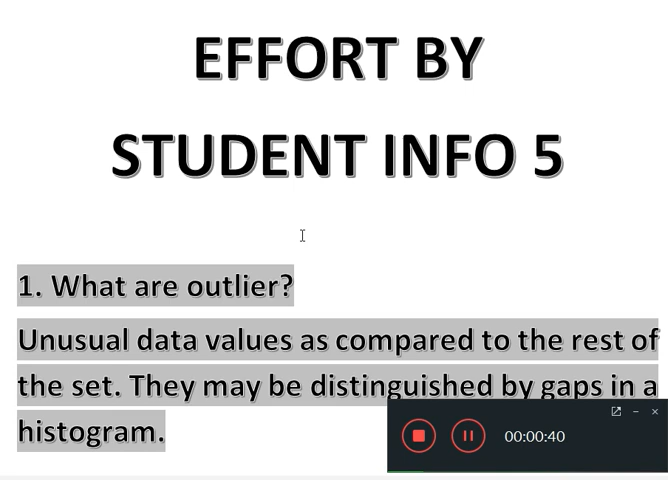 EFFORT BY
STUDENT INFO 5
1. What are outlier?
Unusual data values as compared to the rest of
the set. They may be distinguished by gaps in a
histogram.
00:00:40